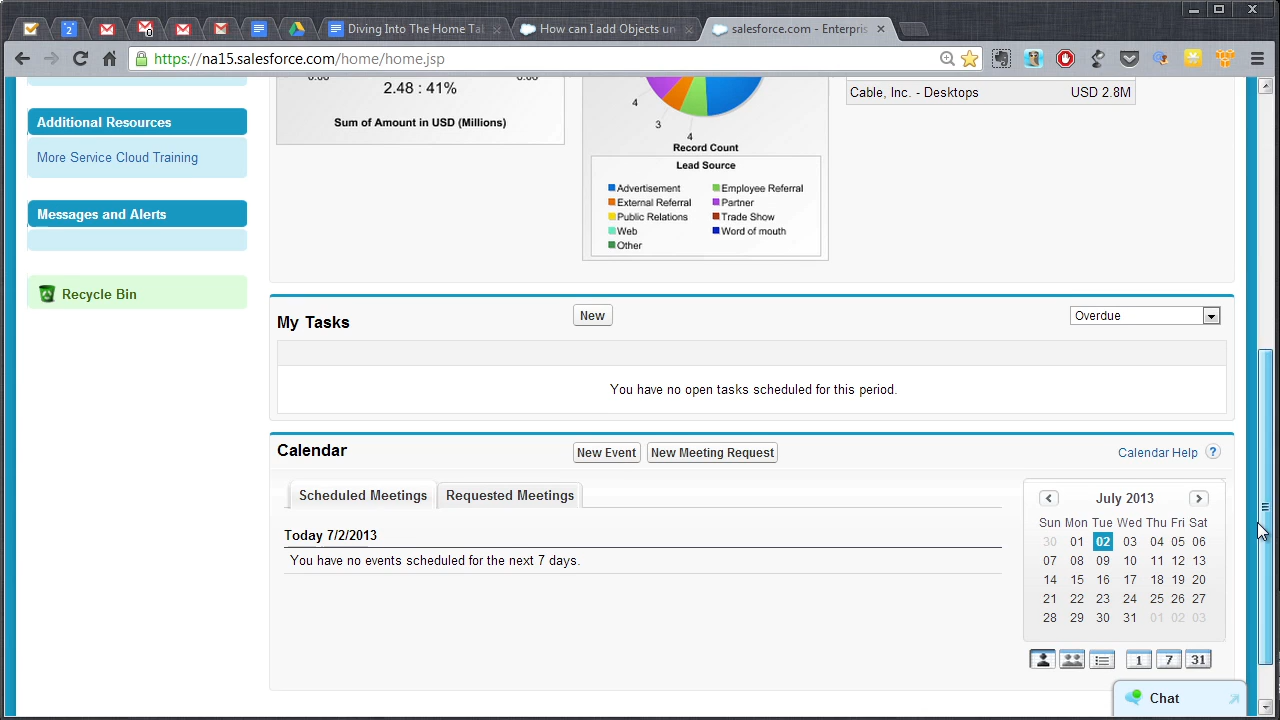 2
0
Diving Into The Home Tal
How can I add Objects un
salesforce.com - Enterpris
https://na15.salesforce.com/home/home.jsp
2.48 : 41%
Sum of Amount in USD (Millions)
4
3
4
Record Count
Lead Source
Advertisement Employee Referral
External Referral Partner
Public Relations Trade Show
Web Word of mouth
Other
Cable, Inc. - Desktops USD 2.8M
Additional Resources
More Service Cloud Training
Messages and Alerts
Recycle Bin
My Tasks New Overdue
You have no open tasks scheduled for this period.
Calendar New Event New Meeting Request Calendar Help ?
Scheduled Meetings Requested Meetings
Today 7/2/2013
You have no events scheduled for the next 7 days.
July 2013
Sun Mon Tue Wed Thu Fri Sat
30 01 02 03 04 05 06
07 08 09 10 11 12 13
14 15 16 17 18 19 20
21 22 23 24 25 26 27
28 29 30 31 01 02 03
1 7 31
Chat